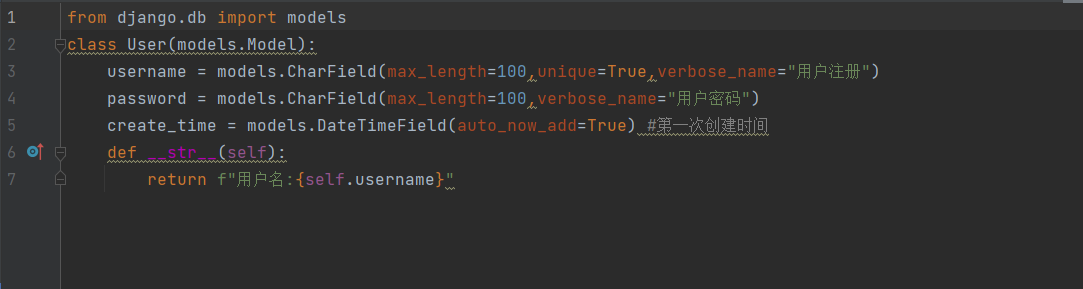 1 from django.db import models
2 class User(models.Model):
3 username = models.CharField(max_length=100,unique=True,verbose_name="用户注册")
4 password = models.CharField(max_length=100,verbose_name="用户密码")
5 create_time = models.DateTimeField(auto_now_add=True) #第一次创建时间
6 def __str__(self):
7 return f"用户名:{self.username}"